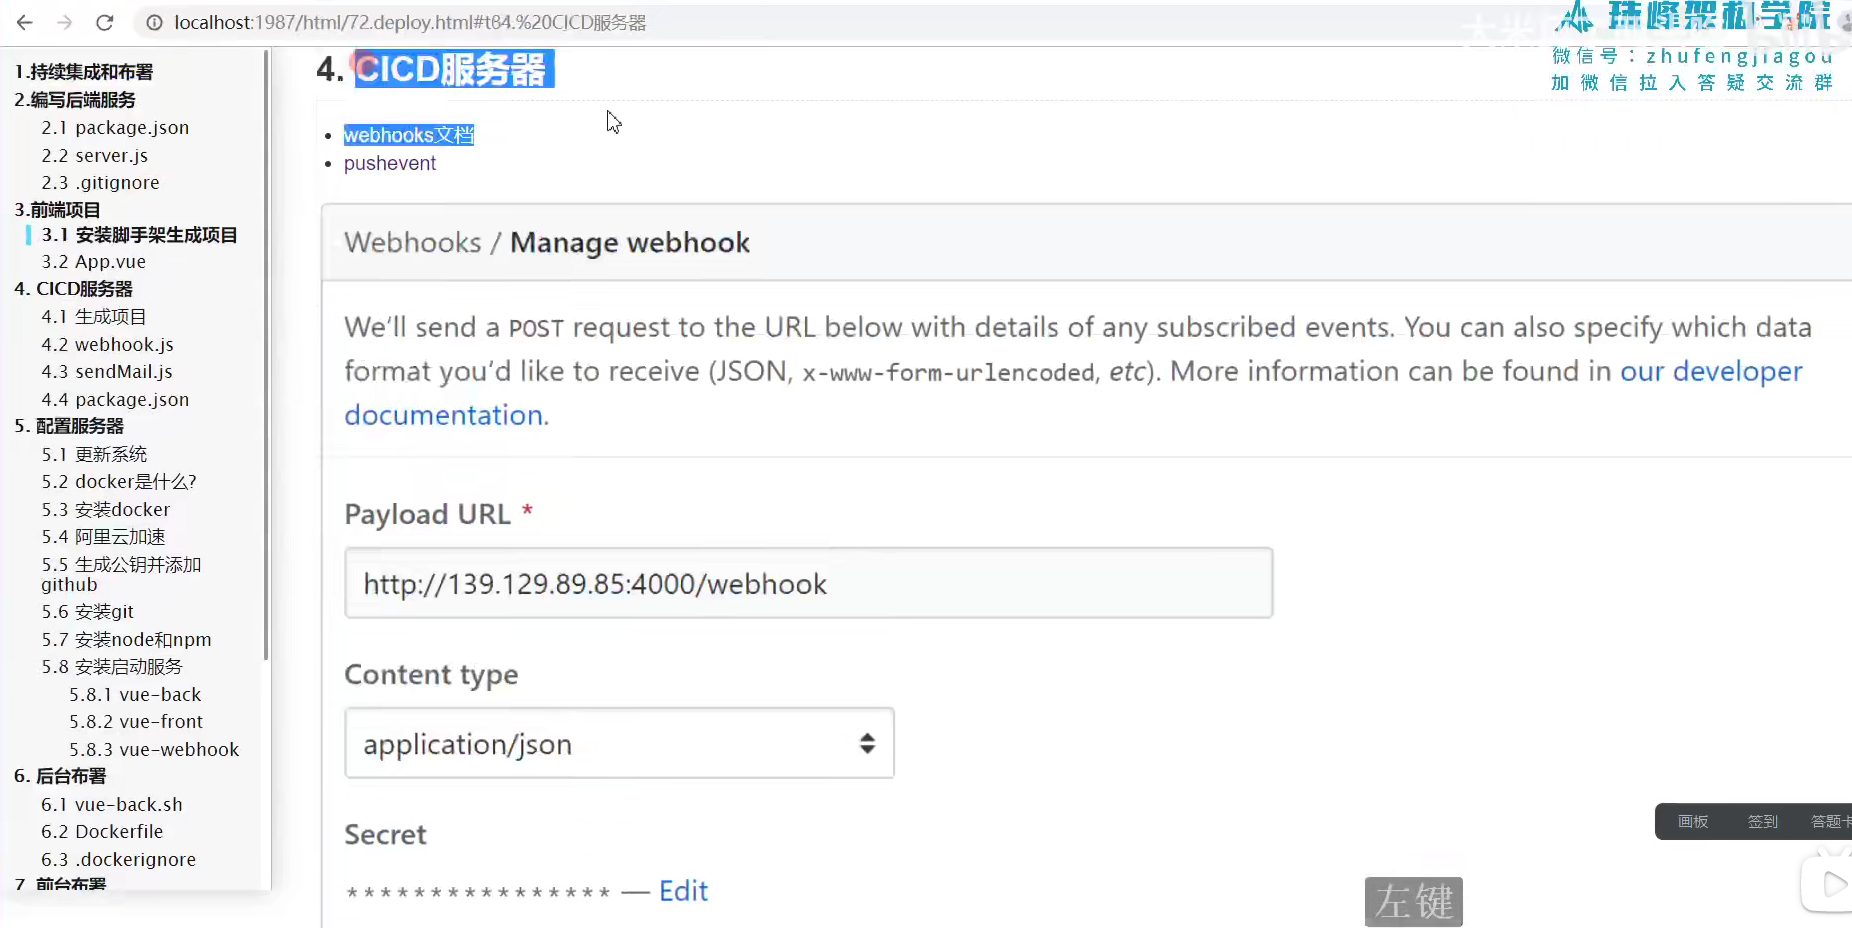 localhost:1987/html/72.deploy.html#t64.%20CICD服务器
珠峰架构学院
微信号：zhufengjiagou
加微信拉入答疑交流群
1.持续集成和布署
2.编写后端服务
2.1 package.json
2.2 server.js
2.3 .gitignore
3.前端项目
3.1 安装脚手架生成项目
3.2 App.vue
4. CICD服务器
4.1 生成项目
4.2 webhook.js
4.3 sendMail.js
4.4 package.json
5. 配置服务器
5.1 更新系统
5.2 docker是什么?
5.3 安装docker
5.4 阿里云加速
5.5 生成公钥并添加
github
5.6 安装git
5.7 安装node和npm
5.8 安装启动服务
5.8.1 vue-back
5.8.2 vue-front
5.8.3 vue-webhook
6. 后台布署
6.1 vue-back.sh
6.2 Dockerfile
6.3 .dockerignore
7. 前台布署
4. CICD服务器
webhooks文档
pushevent
Webhooks / Manage webhook
We’ll send a POST request to the URL below with details of any subscribed events. You can also specify which data
format you’d like to receive (JSON, x-www-form-urlencoded, etc). More information can be found in our developer
documentation.
Payload URL *
http://139.129.89.85:4000/webhook
Content type
application/json
Secret
**************** — Edit
画板 签到 答题卡
左键